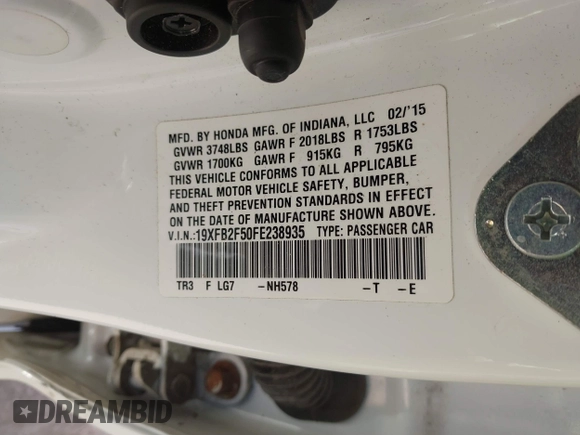 MFD. BY HONDA MFG. OF INDIANA, LLC 02/'15
GVWR 3748LBS GAWR F 2018LBS R 1753LBS
GVWR 1700KG GAWR F 915KG R 795KG
THIS VEHICLE CONFORMS TO ALL APPLICABLE
FEDERAL MOTOR VEHICLE SAFETY, BUMPER,
AND THEFT PREVENTION STANDARDS IN EFFECT
ON THE DATE OF MANUFACTURE SHOWN ABOVE.
V.I.N.:19XFB2F50FE238935 TYPE: PASSENGER CAR
TR3 F LG7 -NH578 -T -E
DREAMBID